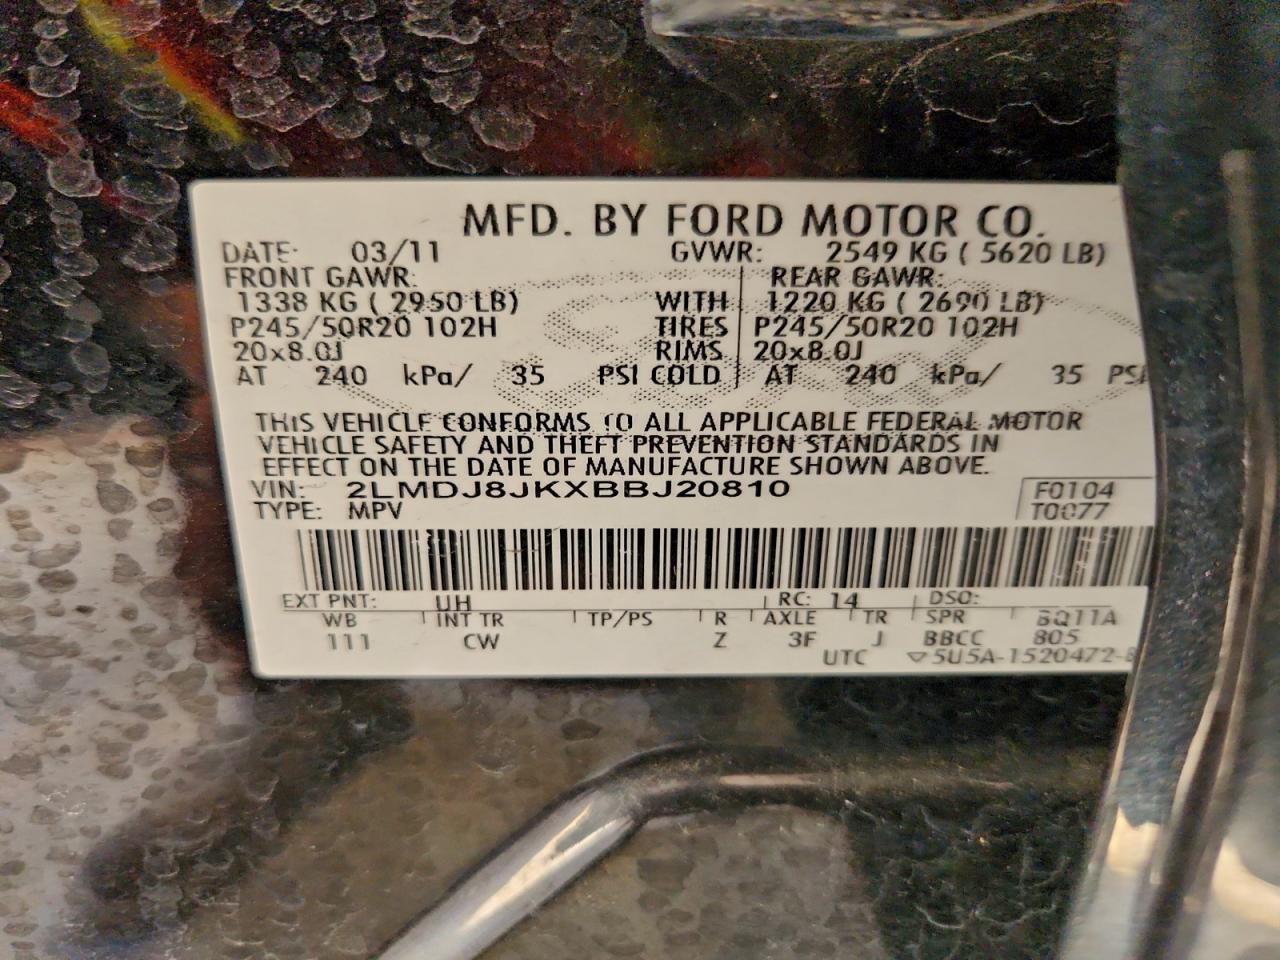 MFD. BY FORD MOTOR CO.
DATE: 03/11 GVWR: 2549 KG ( 5620 LB)
FRONT GAWR: REAR GAWR:
1338 KG ( 2950 LB) WITH 1220 KG ( 2690 LB)
P245/50R20 102H TIRES P245/50R20 102H
20x8.0J RIMS 20x8.0J
AT 240 kPa/ 35 PSI COLD AT 240 kPa/ 35 PSI
THIS VEHICLE CONFORMS TO ALL APPLICABLE FEDERAL MOTOR
VEHICLE SAFETY AND THEFT PREVENTION STANDARDS IN
EFFECT ON THE DATE OF MANUFACTURE SHOWN ABOVE.
VIN: 2LMDJ8JKXBBJ20810 F0104
TYPE: MPV T0077
EXT PNT: UH RC: 14 DSO:
WB INT TR TP/PS R AXLE TR SPR BQ11A
111 CW Z 3F J BBCC 805
UTC ▽5U5A-1520472-